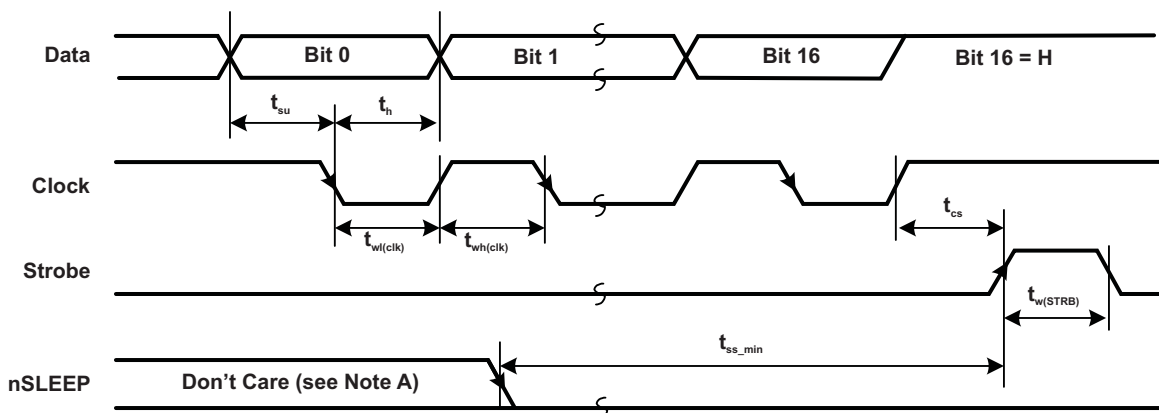 Data
Bit 0
Bit 1
Bit 16
Bit 16 = H
tsu
th
Clock
twl(clk)
twh(clk)
tcs
Strobe
tw(STRB)
tss_min
nSLEEP
Don't Care (see Note A)